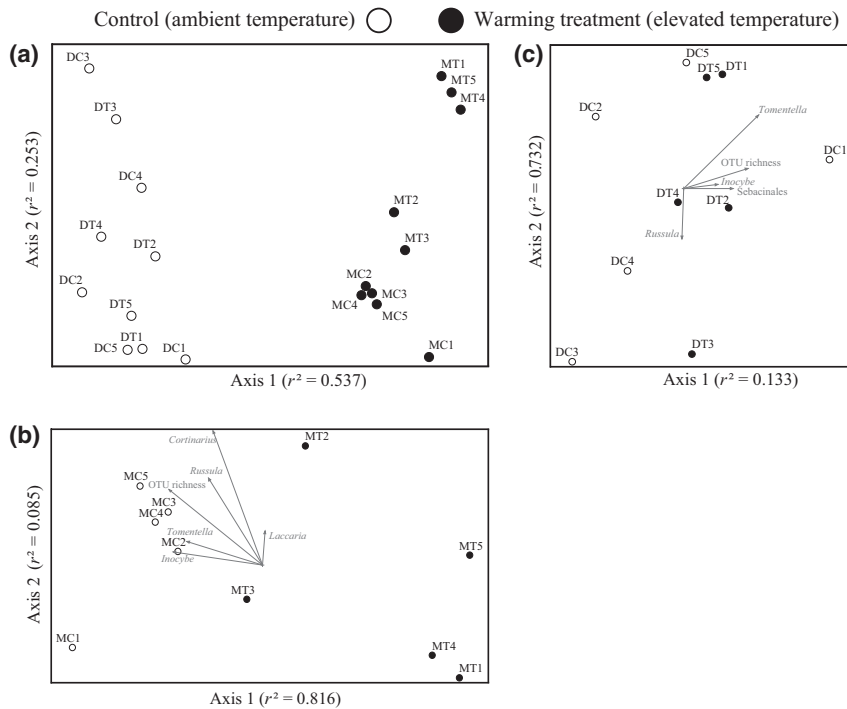 Control (ambient temperature)
Warming treatment (elevated temperature)
(a)
DC3
DT3
DC4
DT4
DT2
DC2
DT5
DT1
DC5
DC1
MT1
MT5
MT4
MT2
MT3
MC2
MC3
MC4
MC5
MC1
Axis 2 (r² = 0.253)
Axis 1 (r² = 0.537)
(c)
DC5
DT5
DT1
DC2
Tomentella
DC1
OTU richness
Inocybe
Sebacinales
DT4
DT2
Russula
DC4
DT3
DC3
Axis 2 (r² = 0.732)
Axis 1 (r² = 0.133)
(b)
Cortinarius
MT2
Russula
MC5
OTU richness
MC3
MC4
Tomentella
Laccaria
MC2
Inocybe
MT5
MT3
MC1
MT4
MT1
Axis 2 (r² = 0.085)
Axis 1 (r² = 0.816)